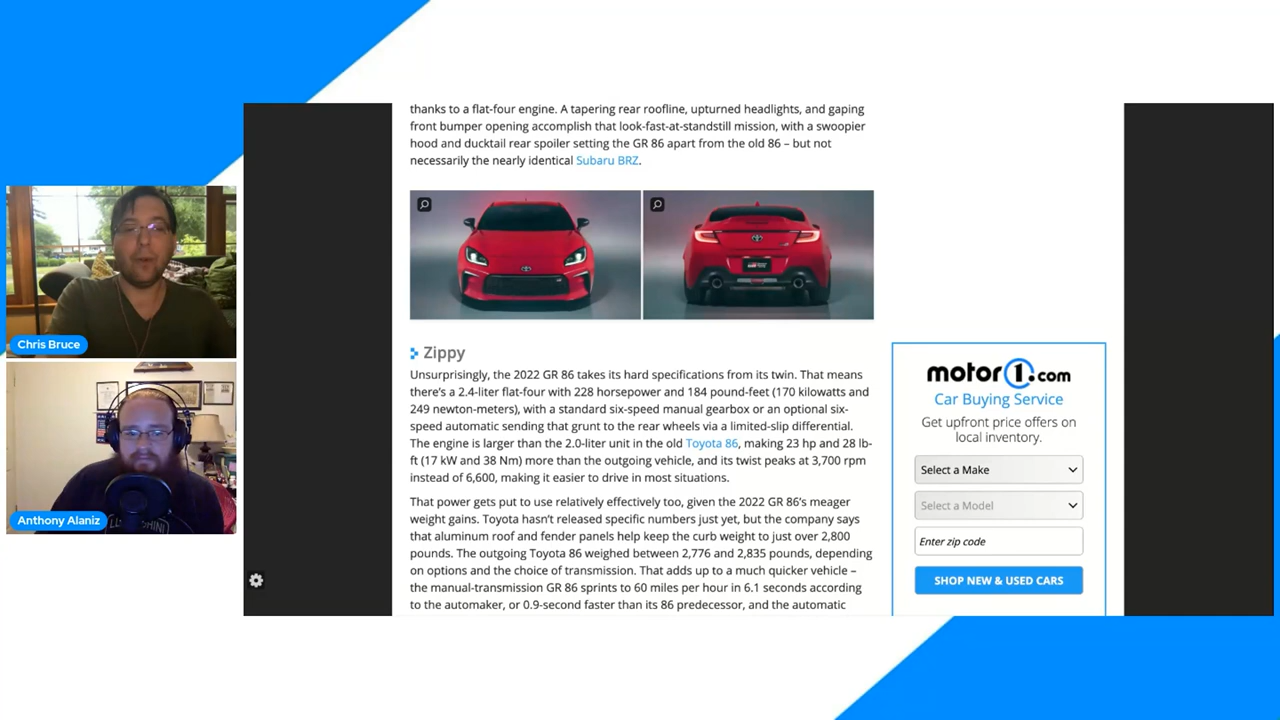 thanks to a flat-four engine. A tapering rear roofline, upturned headlights, and gaping
front bumper opening accomplish that look-fast-at-standstill mission, with a swoopier
hood and ducktail rear spoiler setting the GR 86 apart from the old 86 – but not
necessarily the nearly identical Subaru BRZ.
Chris Bruce
Anthony Alaniz
Zippy
Unsurprisingly, the 2022 GR 86 takes its hard specifications from its twin. That means
there's a 2.4-liter flat-four with 228 horsepower and 184 pound-feet (170 kilowatts and
249 newton-meters), with a standard six-speed manual gearbox or an optional six-
speed automatic sending that grunt to the rear wheels via a limited-slip differential.
The engine is larger than the 2.0-liter unit in the old Toyota 86, making 23 hp and 28 lb-
ft (17 kW and 38 Nm) more than the outgoing vehicle, and its twist peaks at 3,700 rpm
instead of 6,600, making it easier to drive in most situations.
That power gets put to use relatively effectively too, given the 2022 GR 86's meager
weight gains. Toyota hasn't released specific numbers just yet, but the company says
that aluminum roof and fender panels help keep the curb weight to just over 2,800
pounds. The outgoing Toyota 86 weighed between 2,776 and 2,835 pounds, depending
on options and the choice of transmission. That adds up to a much quicker vehicle –
the manual-transmission GR 86 sprints to 60 miles per hour in 6.1 seconds according
to the automaker, or 0.9-second faster than its 86 predecessor, and the automatic
motor1.com
Car Buying Service
Get upfront price offers on
local inventory.
Select a Make
Select a Model
Enter zip code
SHOP NEW & USED CARS